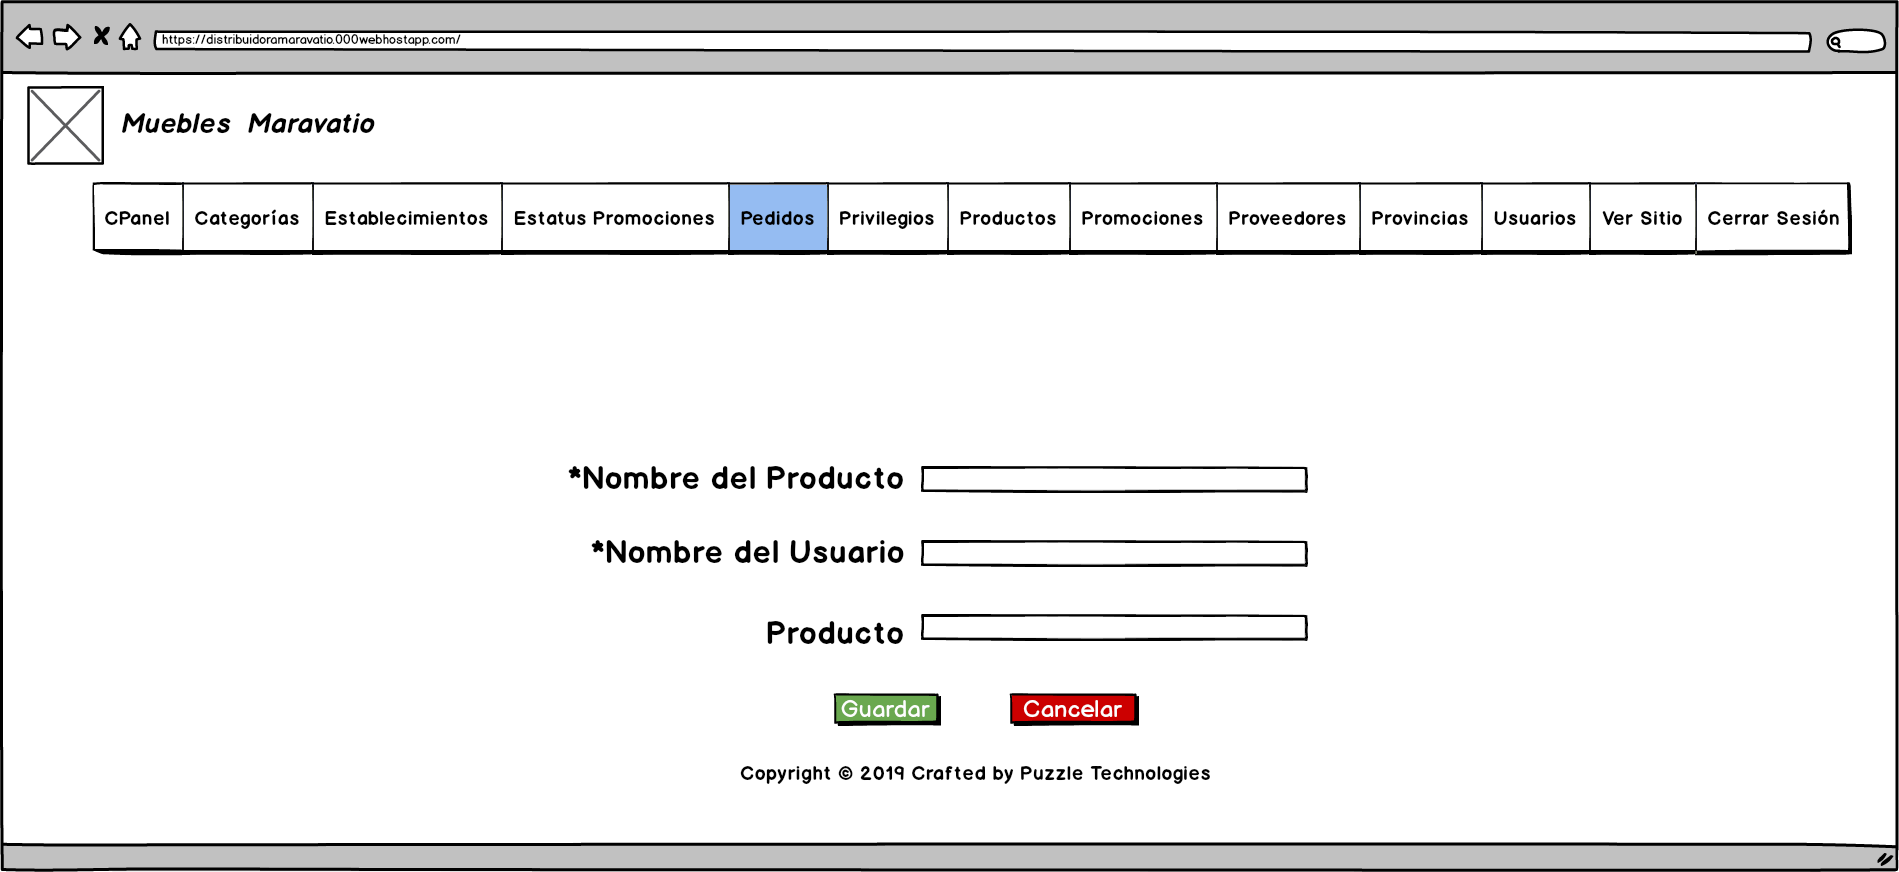 https://distribuidoramaravatio.000webhostapp.com/
Muebles Maravatio
CPanel Categorías Establecimientos Estatus Promociones Pedidos Privilegios Productos Promociones Proveedores Provincias Usuarios Ver Sitio Cerrar Sesión
*Nombre del Producto
*Nombre del Usuario
Producto
Guardar Cancelar
Copyright © 2019 Crafted by Puzzle Technologies